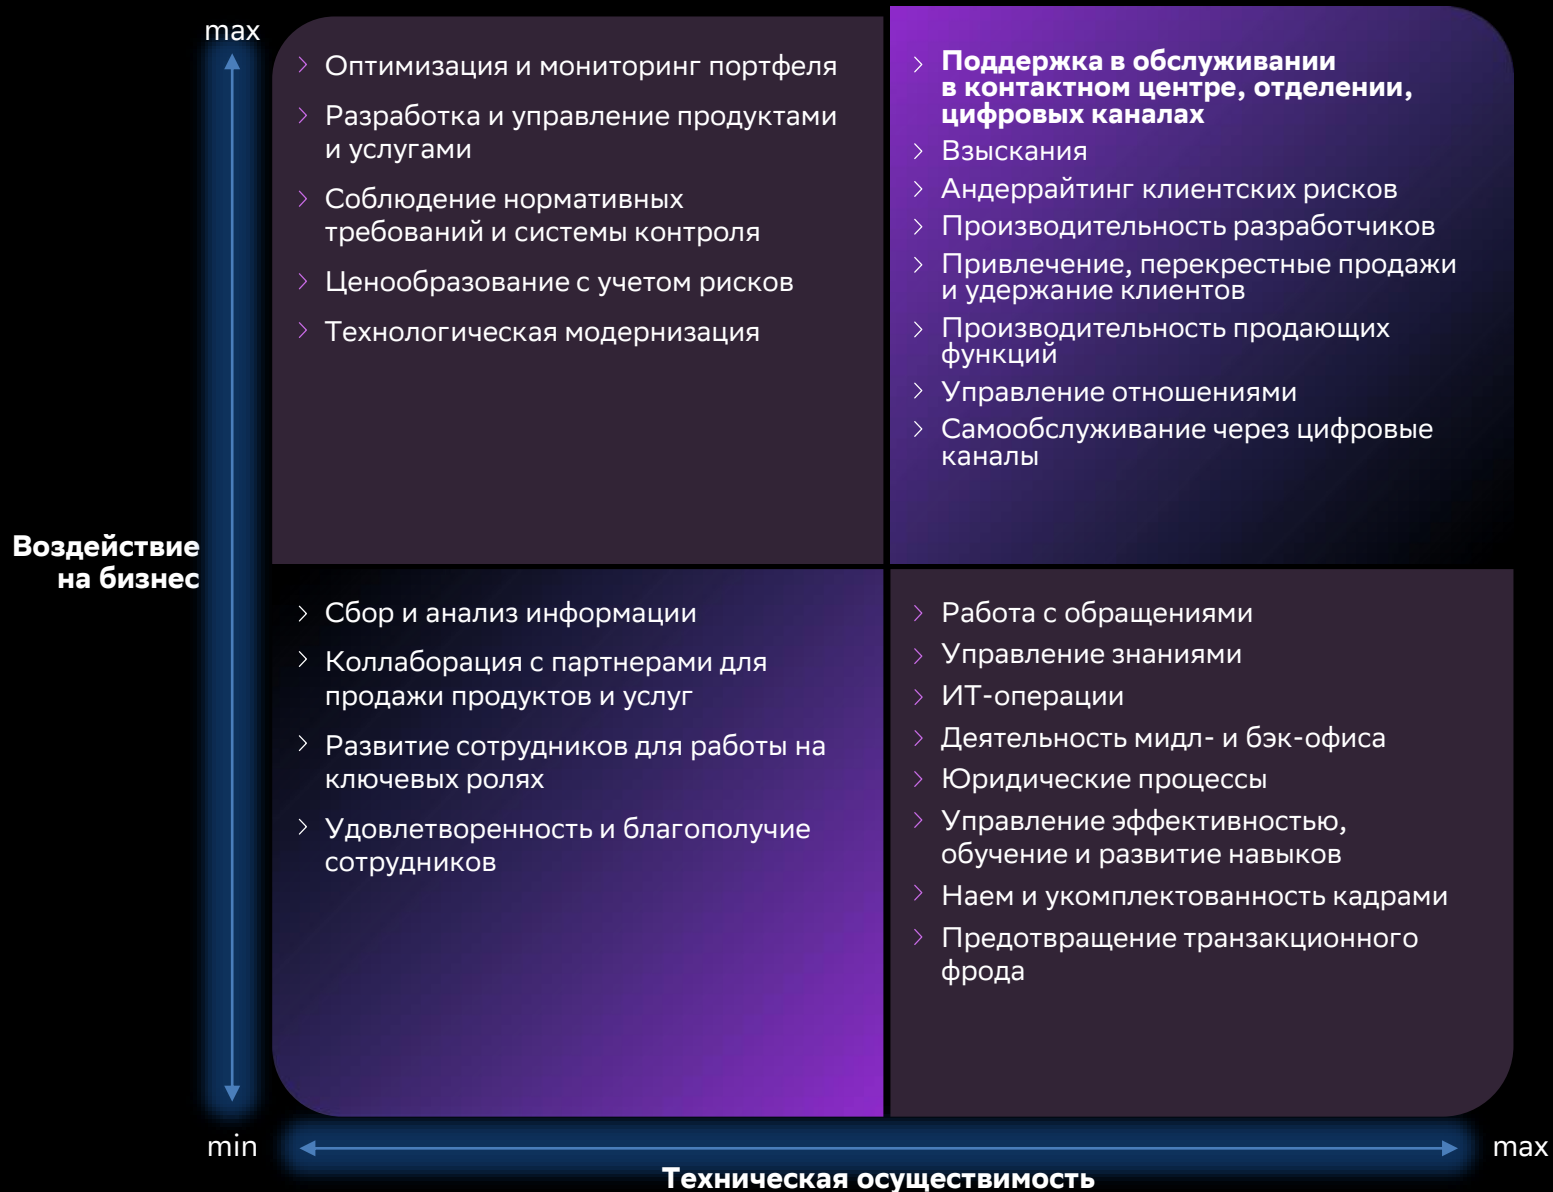 max
Оптимизация и мониторинг портфеля
Разработка и управление продуктами
и услугами
Соблюдение нормативных
требований и системы контроля
Ценообразование с учетом рисков
Технологическая модернизация
Поддержка в обслуживании
в контактном центре, отделении,
цифровых каналах
Взыскания
Андеррайтинг клиентских рисков
Производительность разработчиков
Привлечение, перекрестные продажи
и удержание клиентов
Производительность продающих
функций
Управление отношениями
Самообслуживание через цифровые
каналы
Воздействие
на бизнес
Сбор и анализ информации
Коллаборация с партнерами для
продажи продуктов и услуг
Развитие сотрудников для работы на
ключевых ролях
Удовлетворенность и благополучие
сотрудников
Работа с обращениями
Управление знаниями
ИТ-операции
Деятельность мидл- и бэк-офиса
Юридические процессы
Управление эффективностью,
обучение и развитие навыков
Наем и укомплектованность кадрами
Предотвращение транзакционного
фрода
min
max
Техническая осуществимость